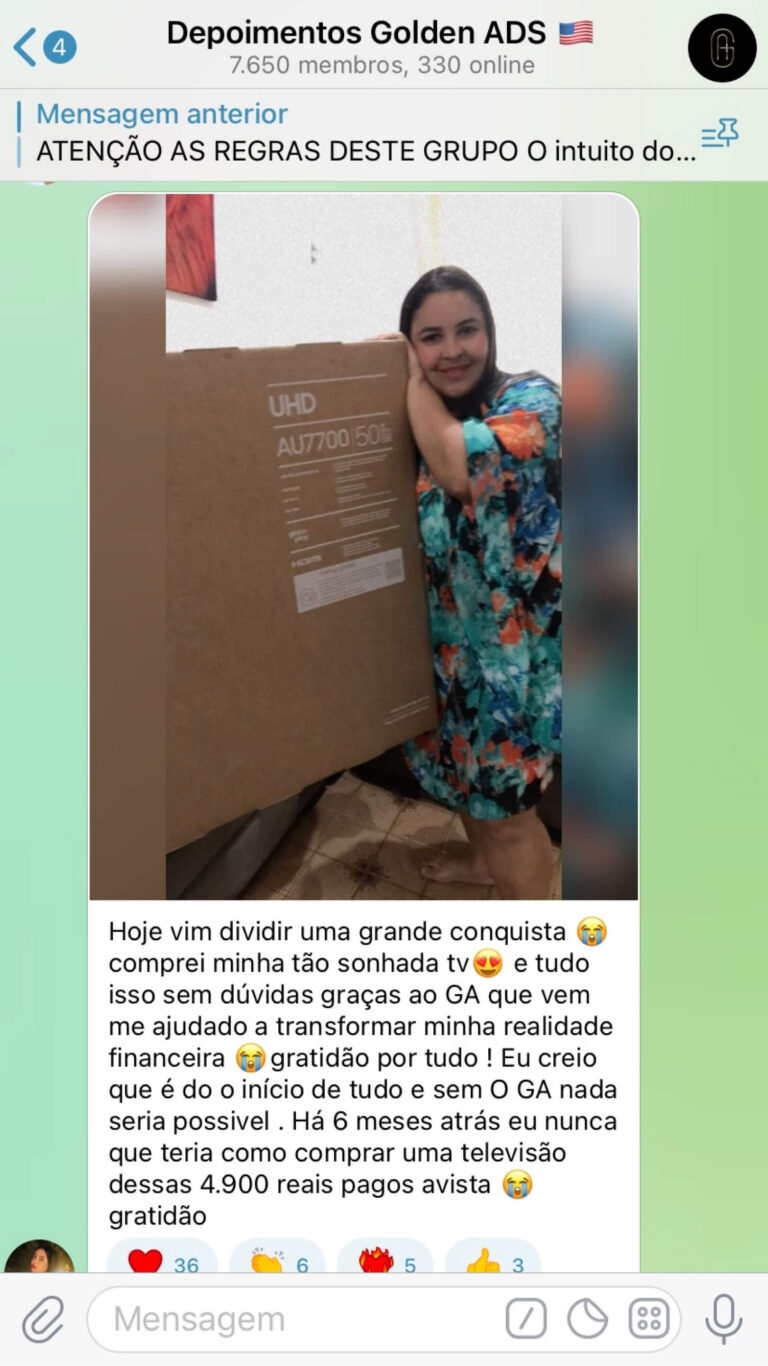 4
Depoimentos Golden ADS 🇺🇸
7.650 membros, 330 online
Mensagem anterior
ATENÇÃO AS REGRAS DESTE GRUPO O intuito do...
UHD
AU7700 50
HDMI
Hoje vim dividir uma grande conquista 😭
comprei minha tão sonhada tv😍 e tudo
isso sem dúvidas graças ao GA que vem
me ajudado a transformar minha realidade
financeira 😭gratidão por tudo ! Eu creio
que é do o início de tudo e sem O GA nada
seria possivel . Há 6 meses atrás eu nunca
que teria como comprar uma televisão
dessas 4.900 reais pagos avista 😭
gratidão
❤️ 36 👏 6 ❤️‍🔥 5 👍 3
Mensagem